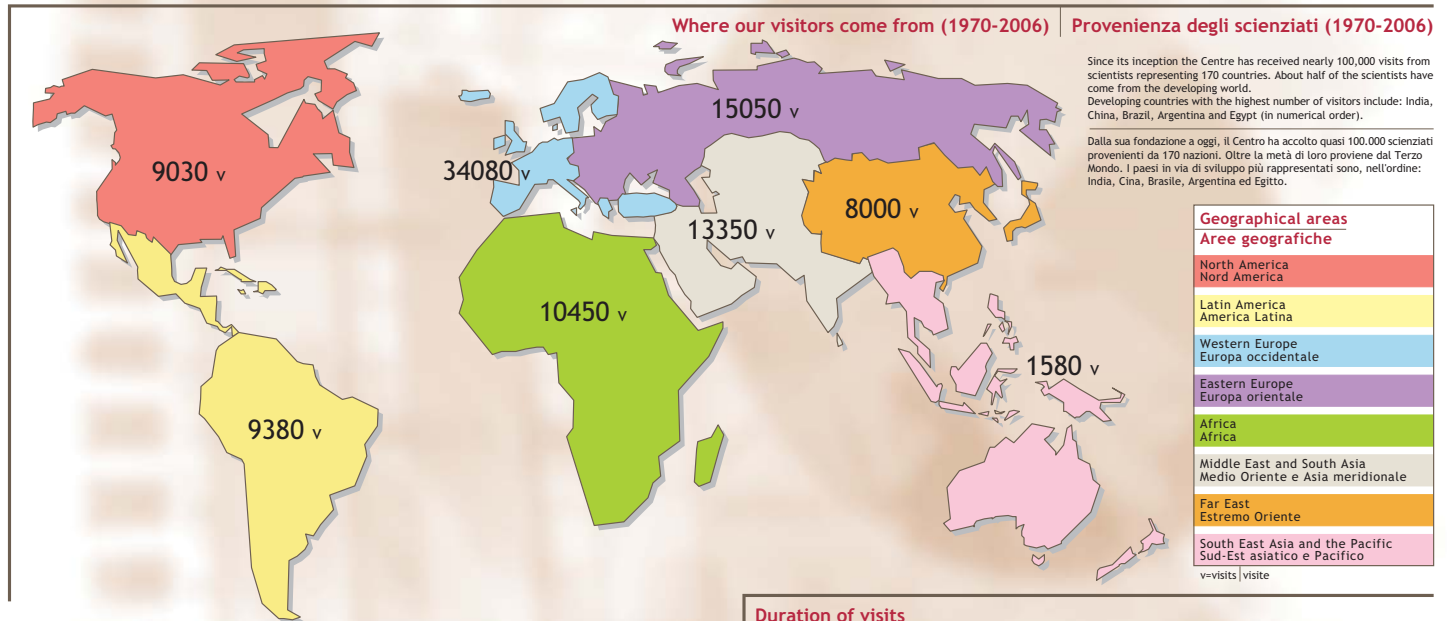 Where our visitors come from (1970-2006) | Provenienza degli scienziati (1970-2006)
Since its inception the Centre has received nearly 100,000 visits from
scientists representing 170 countries. About half of the scientists have
come from the developing world.
Developing countries with the highest number of visitors include: India,
China, Brazil, Argentina and Egypt (in numerical order).
Dalla sua fondazione a oggi, il Centro ha accolto quasi 100.000 scienziati
provenienti da 170 nazioni. Oltre la metà di loro proviene dal Terzo
Mondo. I paesi in via di sviluppo più rappresentati sono, nell'ordine:
India, Cina, Brasile, Argentina ed Egitto.
15050 v
9030 v
34080 v
8000 v
13350 v
10450 v
1580 v
9380 v
Geographical areas
Aree geografiche
North America
Nord America
Latin America
America Latina
Western Europe
Europa occidentale
Eastern Europe
Europa orientale
Africa
Africa
Middle East and South Asia
Medio Oriente e Asia meridionale
Far East
Estremo Oriente
South East Asia and the Pacific
Sud-Est asiatico e Pacifico
v=visits | visite
Duration of visits